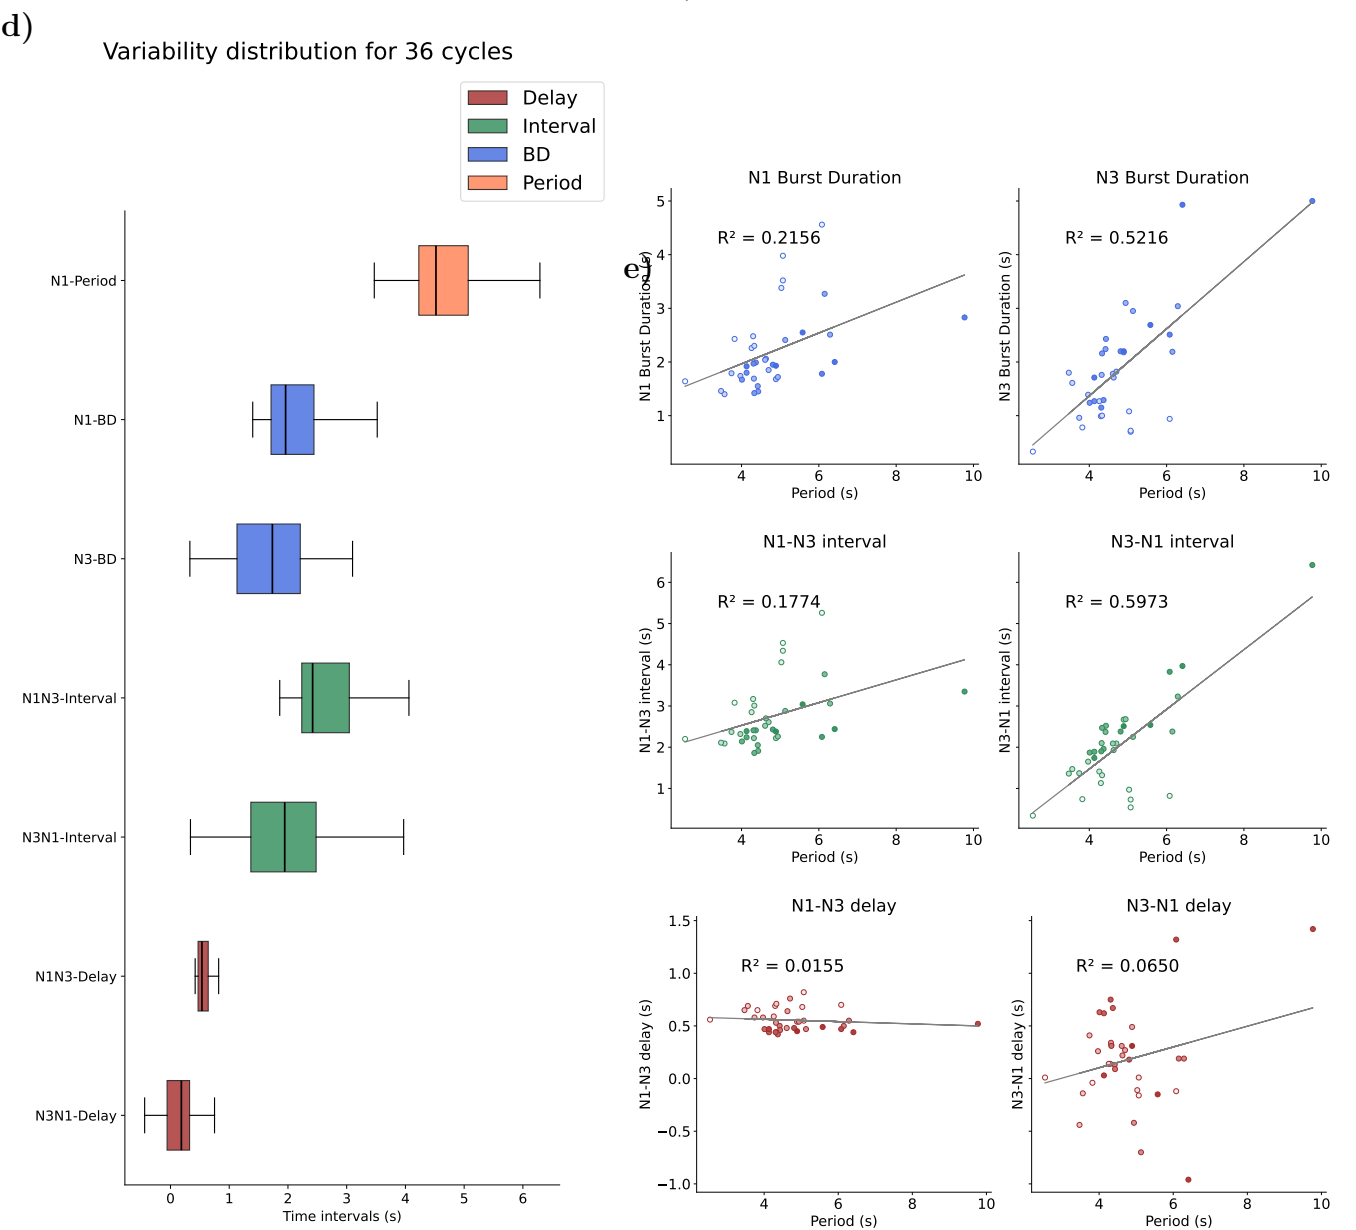 d)
Variability distribution for 36 cycles
Delay
Interval
BD
Period
N1-Period
N1-BD
N3-BD
N1N3-Interval
N3N1-Interval
N1N3-Delay
N3N1-Delay
0 1 2 3 4 5 6
Time intervals (s)
e)
N1 Burst Duration
R² = 0.2156
N1 Burst Duration (s)
5
4
3
2
1
4 6 8 10
Period (s)
N3 Burst Duration
R² = 0.5216
N3 Burst Duration (s)
4 6 8 10
Period (s)
N1-N3 interval
R² = 0.1774
N1-N3 interval (s)
6
5
4
3
2
1
4 6 8 10
Period (s)
N3-N1 interval
R² = 0.5973
N3-N1 interval (s)
4 6 8 10
Period (s)
N1-N3 delay
R² = 0.0155
N1-N3 delay (s)
1.5
1.0
0.5
0.0
−0.5
−1.0
4 6 8 10
Period (s)
N3-N1 delay
R² = 0.0650
N3-N1 delay (s)
4 6 8 10
Period (s)